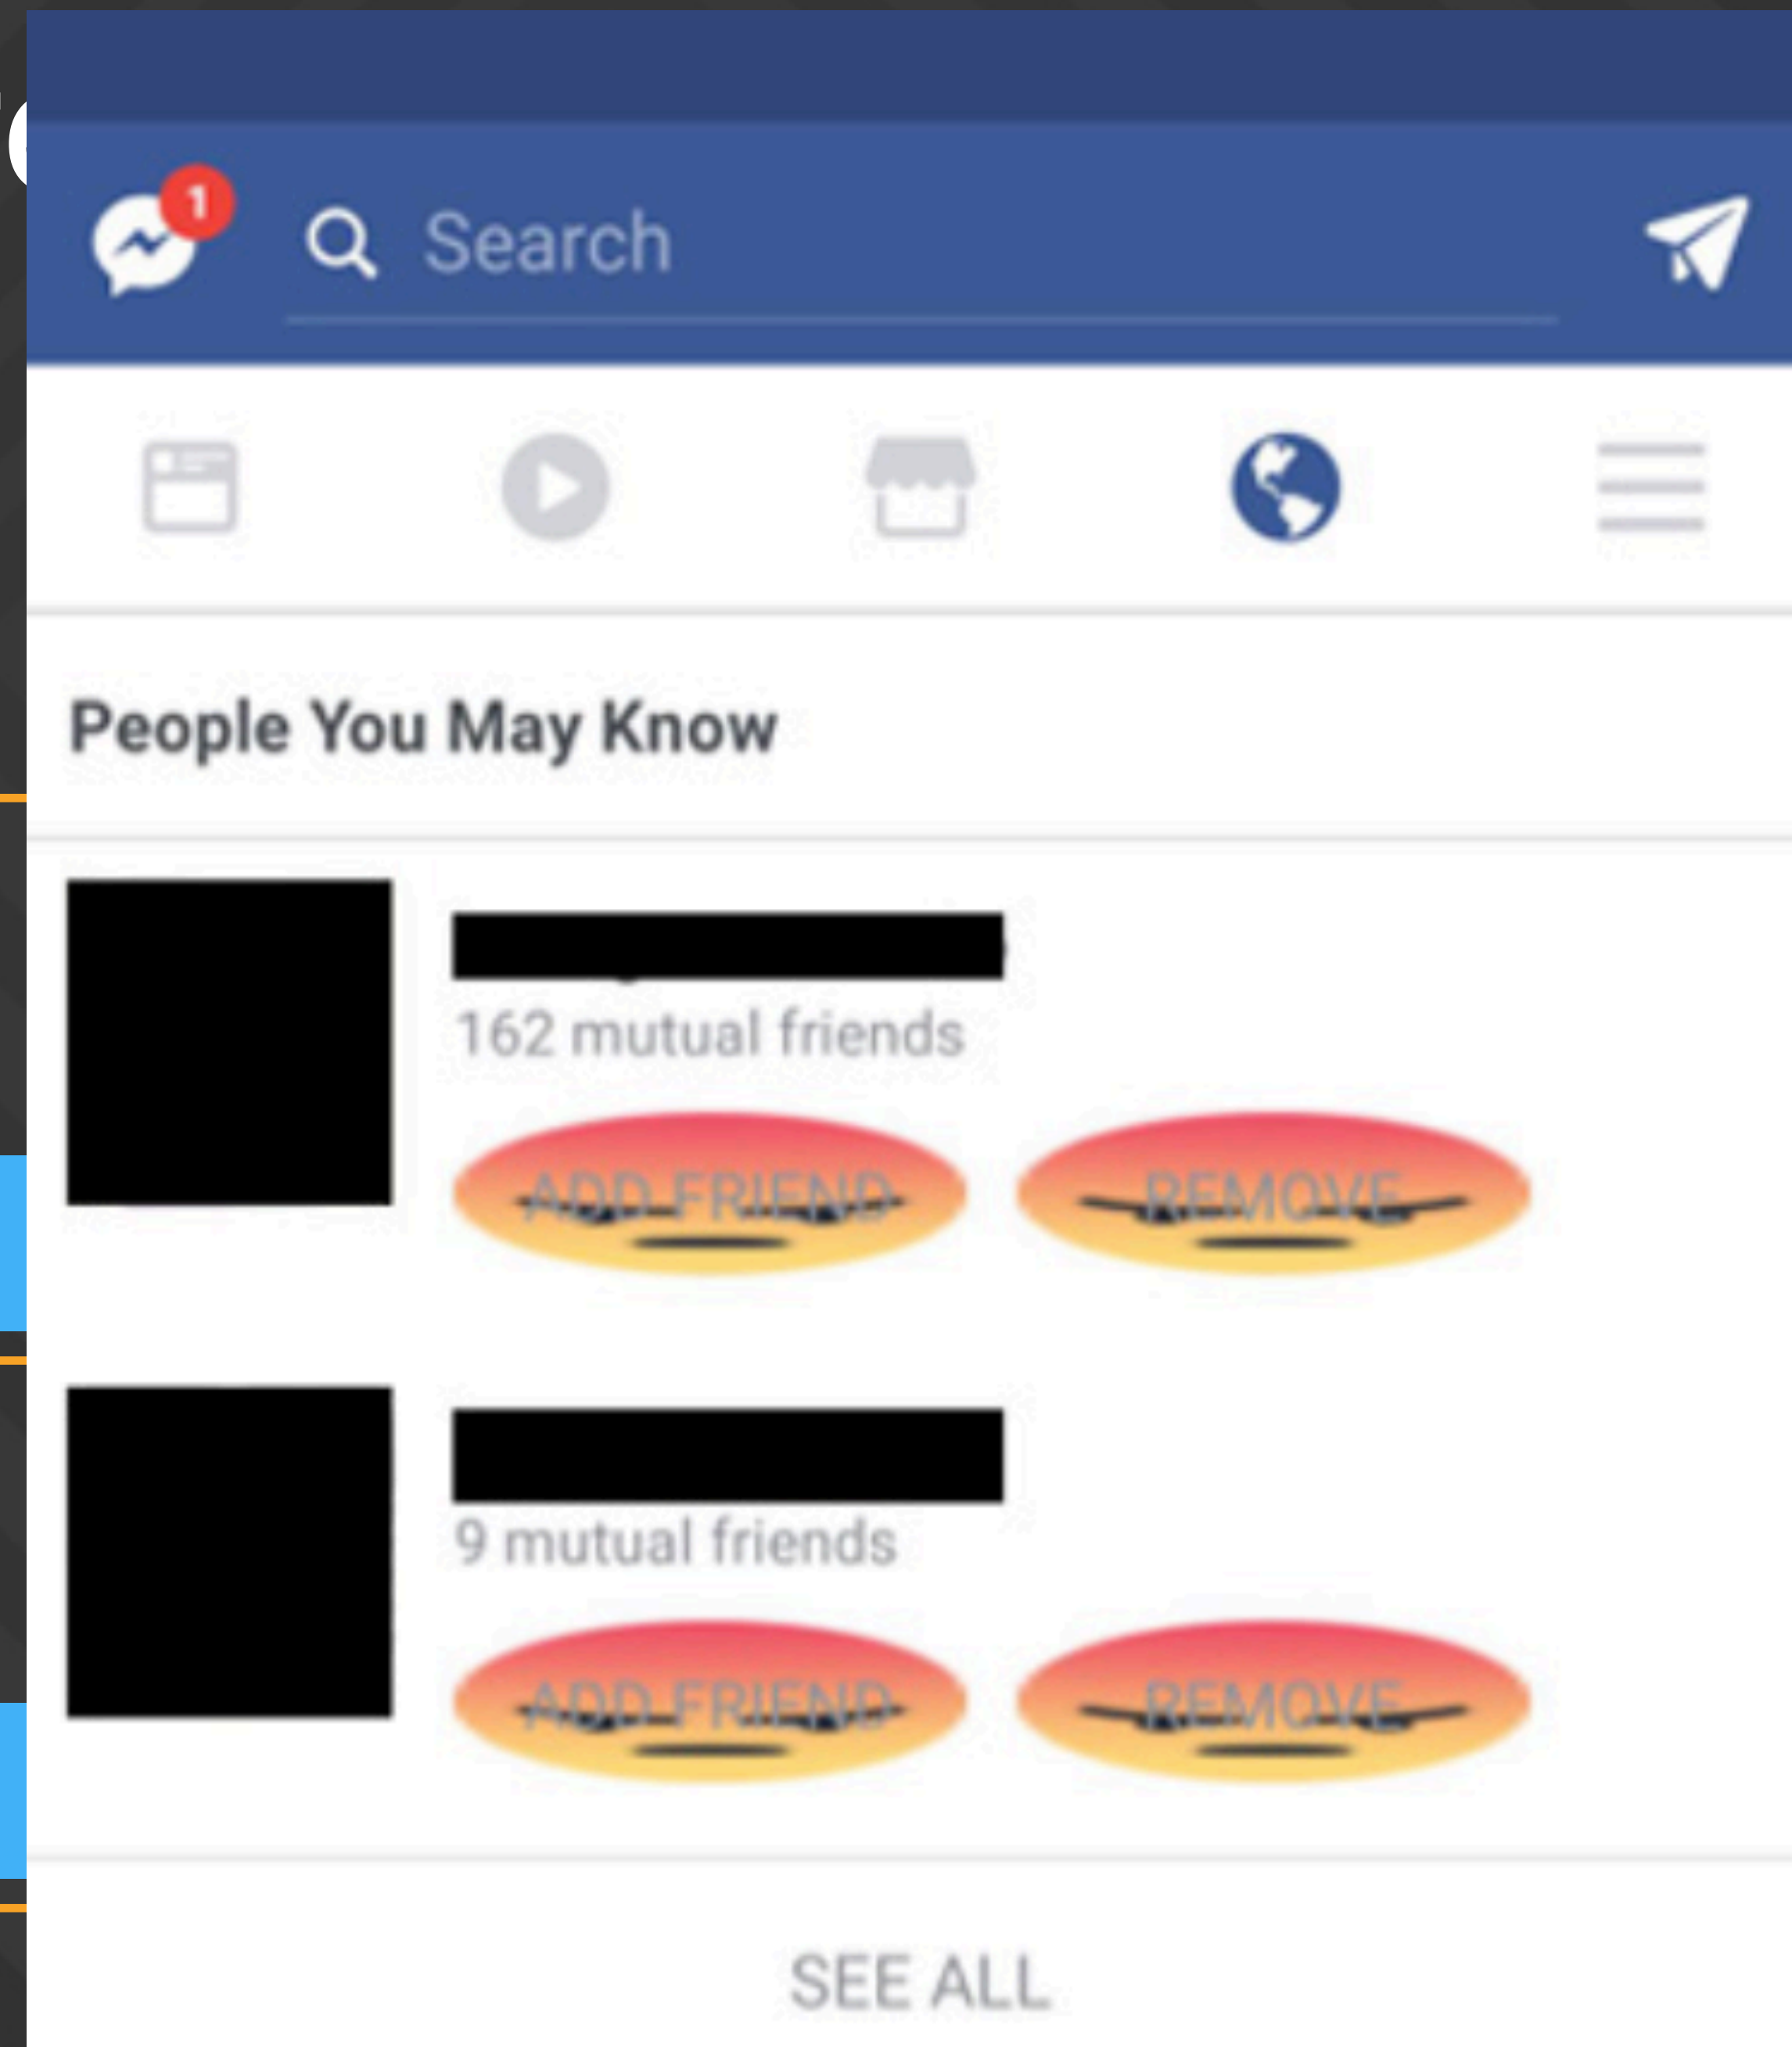 1
Search
People You May Know
162 mutual friends
ADD FRIEND REMOVE
9 mutual friends
ADD FRIEND REMOVE
SEE ALL